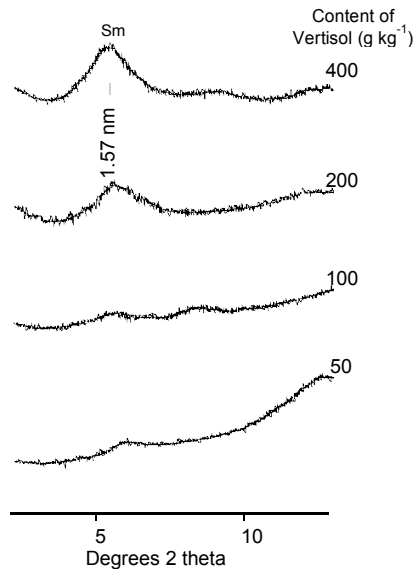 Content of
Vertisol (g kg⁻¹)
Sm
400
1.57 nm
200
100
50
5 10
Degrees 2 theta